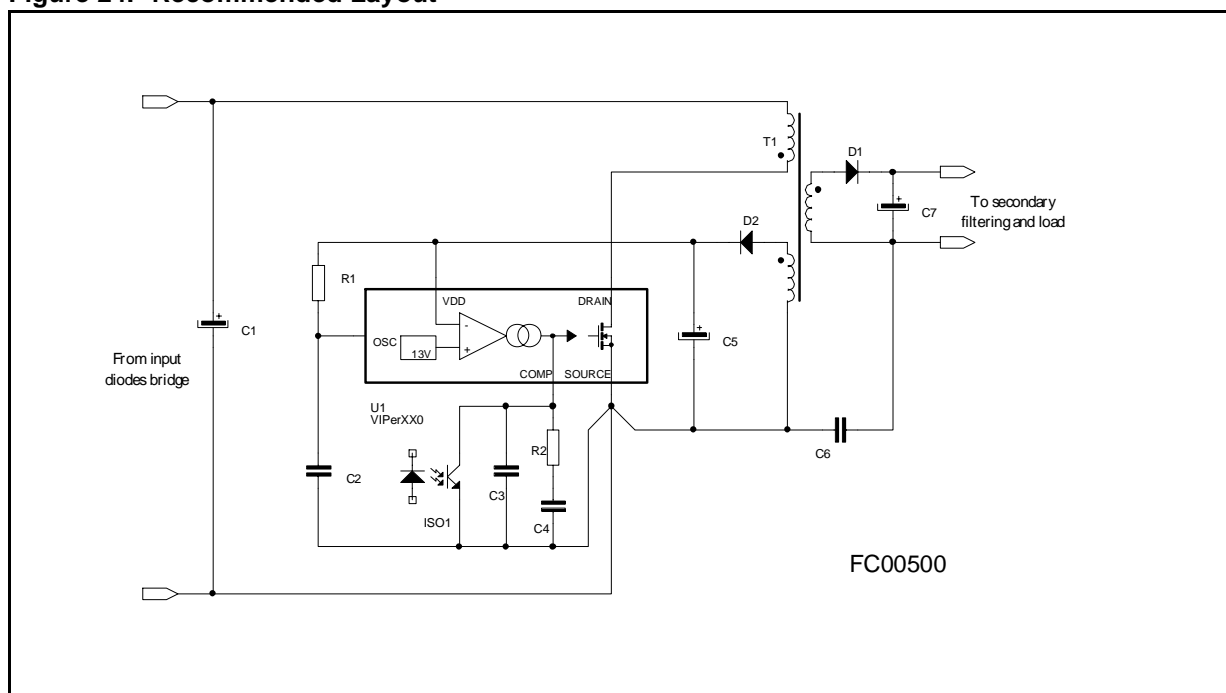 Figure 24. Recommended Layout
T1
D1
C7
To secondary
filtering and load
D2
R1
VDD
DRAIN
OSC
13V
-
+
COMP
SOURCE
C1
C5
From input
diodes bridge
U1
VIPerXX0
R2
C6
C2
C3
ISO1
C4
FC00500